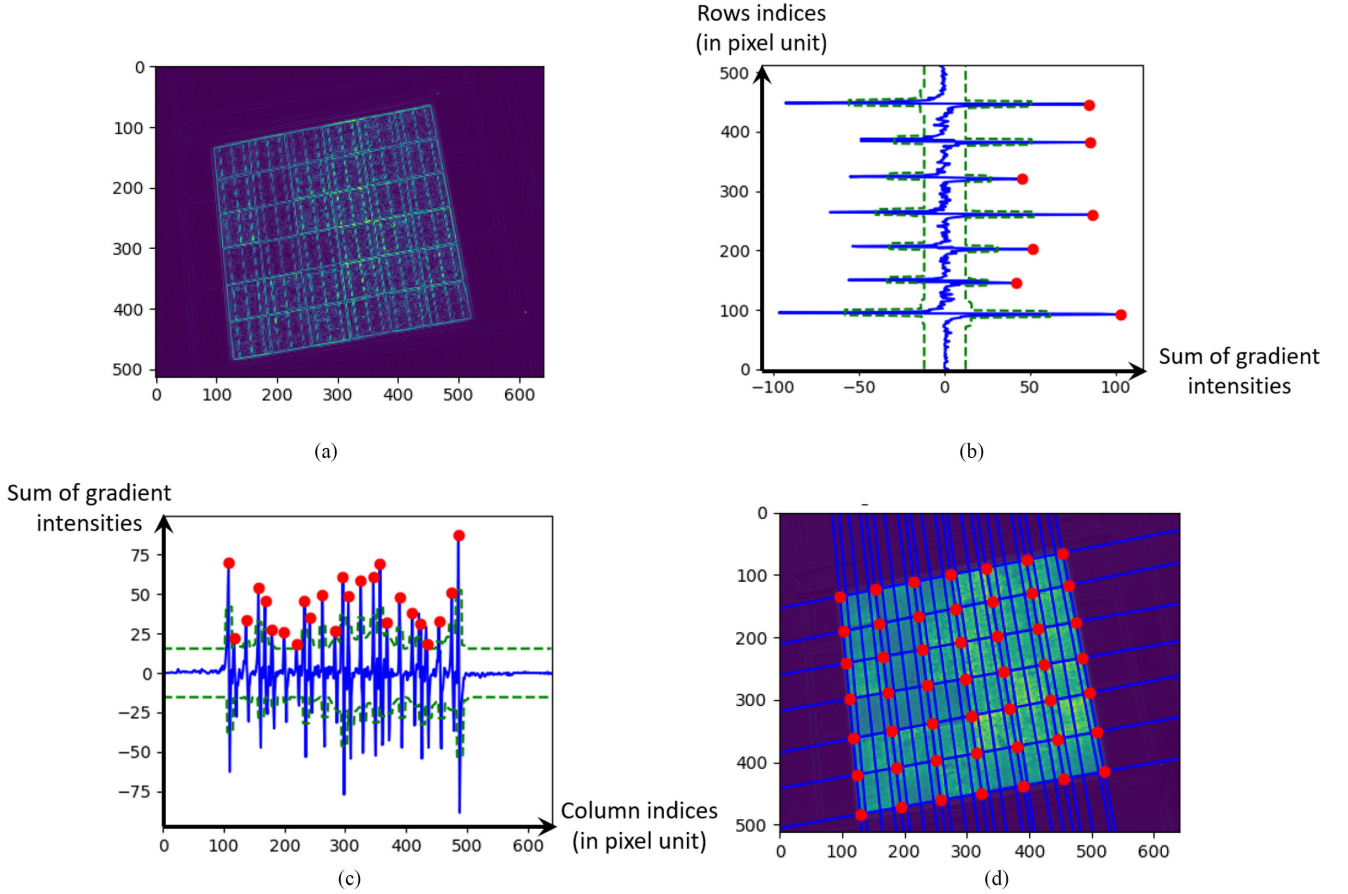 Rows indices
(in pixel unit)
0
100
200
300
400
500
0 100 200 300 400 500 600
(a)
500
400
300
200
100
0
−100 −50 0 50 100
Sum of gradient
intensities
(b)
Sum of gradient
intensities
75
50
25
0
−25
−50
−75
0 100 200 300 400 500 600
Column indices
(in pixel unit)
(c)
0
100
200
300
400
500
0 100 200 300 400 500 600
(d)